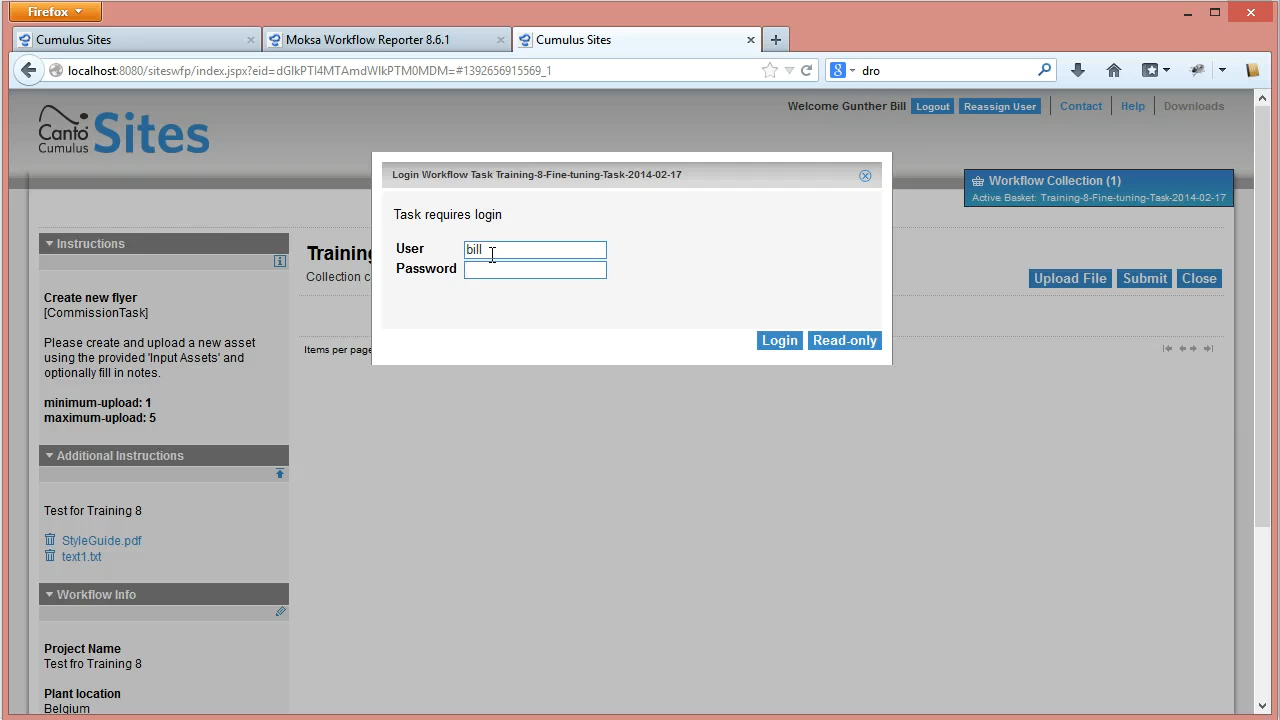 Firefox
Cumulus Sites
Moksa Workflow Reporter 8.6.1
Cumulus Sites
localhost:8080/siteswfp/index.jspx?eid=dGlkPTI4MTAmdWlkPTM0MDM=#1392656915569_1
dro
Canto
Cumulus
Sites
Welcome Gunther Bill
Logout
Reassign User
Contact
Help
Downloads
Workflow Collection (1)
Active Basket: Training-8-Fine-tuning-Task-2014-02-17
Login Workflow Task Training-8-Fine-tuning-Task-2014-02-17
Task requires login
User
bill
Password
Login
Read-only
Instructions
Create new flyer
[CommissionTask]
Please create and upload a new asset
using the provided 'Input Assets' and
optionally fill in notes.
minimum-upload: 1
maximum-upload: 5
Training
Collection c
Upload File
Submit
Close
Items per page
Additional Instructions
Test for Training 8
StyleGuide.pdf
text1.txt
Workflow Info
Project Name
Test fro Training 8
Plant location
Belgium